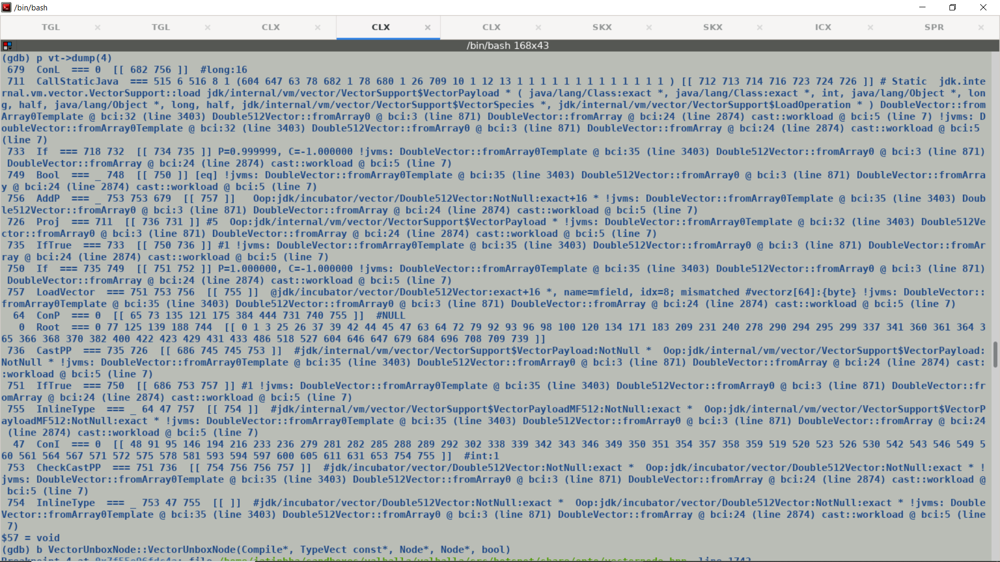 /bin/bash
TGL × TGL × CLX × CLX × CLX × SKX × SKX × ICX × SPR ×
/bin/bash 168x43
(gdb) p vt->dump(4)
679 ConL === 0 [[ 682 756 ]] #long:16
711 CallStaticJava === 515 6 516 8 1 (604 647 63 78 682 1 78 680 1 26 709 10 1 12 13 1 1 1 1 1 1 1 1 1 1 1 1 1 ) [[ 712 713 714 716 723 724 726 ]] # Static jdk.inte
rnal.vm.vector.VectorSupport::load jdk/internal/vm/vector/VectorSupport$VectorPayload * ( java/lang/Class:exact *, java/lang/Class:exact *, int, java/lang/Object *, lon
g, half, java/lang/Object *, long, half, jdk/internal/vm/vector/VectorSupport$VectorSpecies *, jdk/internal/vm/vector/VectorSupport$LoadOperation * ) DoubleVector::from
Array0Template @ bci:32 (line 3403) Double512Vector::fromArray0 @ bci:3 (line 871) DoubleVector::fromArray @ bci:24 (line 2874) cast::workload @ bci:5 (line 7) !jvms: D
oubleVector::fromArray0Template @ bci:32 (line 3403) Double512Vector::fromArray0 @ bci:3 (line 871) DoubleVector::fromArray @ bci:24 (line 2874) cast::workload @ bci:5
(line 7)
733 If === 718 732 [[ 734 735 ]] P=0.999999, C=-1.000000 !jvms: DoubleVector::fromArray0Template @ bci:35 (line 3403) Double512Vector::fromArray0 @ bci:3 (line 871)
DoubleVector::fromArray @ bci:24 (line 2874) cast::workload @ bci:5 (line 7)
749 Bool === _ 748 [[ 750 ]] [eq] !jvms: DoubleVector::fromArray0Template @ bci:35 (line 3403) Double512Vector::fromArray0 @ bci:3 (line 871) DoubleVector::fromArra
y @ bci:24 (line 2874) cast::workload @ bci:5 (line 7)
756 AddP === _ 753 753 679 [[ 757 ]] Oop:jdk/incubator/vector/Double512Vector:NotNull:exact+16 * !jvms: DoubleVector::fromArray0Template @ bci:35 (line 3403) Doub
le512Vector::fromArray0 @ bci:3 (line 871) DoubleVector::fromArray @ bci:24 (line 2874) cast::workload @ bci:5 (line 7)
726 Proj === 711 [[ 736 731 ]] #5 Oop:jdk/internal/vm/vector/VectorSupport$VectorPayload * !jvms: DoubleVector::fromArray0Template @ bci:32 (line 3403) Double512Ve
ctor::fromArray0 @ bci:3 (line 871) DoubleVector::fromArray @ bci:24 (line 2874) cast::workload @ bci:5 (line 7)
735 IfTrue === 733 [[ 750 736 ]] #1 !jvms: DoubleVector::fromArray0Template @ bci:35 (line 3403) Double512Vector::fromArray0 @ bci:3 (line 871) DoubleVector::fromAr
ray @ bci:24 (line 2874) cast::workload @ bci:5 (line 7)
750 If === 735 749 [[ 751 752 ]] P=1.000000, C=-1.000000 !jvms: DoubleVector::fromArray0Template @ bci:35 (line 3403) Double512Vector::fromArray0 @ bci:3 (line 871)
DoubleVector::fromArray @ bci:24 (line 2874) cast::workload @ bci:5 (line 7)
757 LoadVector === 751 753 756 [[ 755 ]] @jdk/incubator/vector/Double512Vector:exact+16 *, name=mfield, idx=8; mismatched #vectorz[64]:{byte} !jvms: DoubleVector::
fromArray0Template @ bci:35 (line 3403) Double512Vector::fromArray0 @ bci:3 (line 871) DoubleVector::fromArray @ bci:24 (line 2874) cast::workload @ bci:5 (line 7)
64 ConP === 0 [[ 65 73 135 121 175 384 444 731 740 755 ]] #NULL
0 Root === 0 77 125 139 188 744 [[ 0 1 3 25 26 37 39 42 44 45 47 63 64 72 79 92 93 96 98 100 120 134 171 183 209 231 240 278 290 294 295 299 337 341 360 361 364 3
65 366 368 370 382 400 422 423 429 431 433 486 518 527 604 646 647 679 684 696 708 709 739 ]]
736 CastPP === 735 726 [[ 686 745 745 753 ]] #jdk/internal/vm/vector/VectorSupport$VectorPayload:NotNull * Oop:jdk/internal/vm/vector/VectorSupport$VectorPayload:
NotNull * !jvms: DoubleVector::fromArray0Template @ bci:35 (line 3403) Double512Vector::fromArray0 @ bci:3 (line 871) DoubleVector::fromArray @ bci:24 (line 2874) cast:
:workload @ bci:5 (line 7)
751 IfTrue === 750 [[ 686 753 757 ]] #1 !jvms: DoubleVector::fromArray0Template @ bci:35 (line 3403) Double512Vector::fromArray0 @ bci:3 (line 871) DoubleVector::fr
omArray @ bci:24 (line 2874) cast::workload @ bci:5 (line 7)
755 InlineType === _ 64 47 757 [[ 754 ]] #jdk/internal/vm/vector/VectorSupport$VectorPayloadMF512:NotNull:exact * Oop:jdk/internal/vm/vector/VectorSupport$VectorP
ayloadMF512:NotNull:exact * !jvms: DoubleVector::fromArray0Template @ bci:35 (line 3403) Double512Vector::fromArray0 @ bci:3 (line 871) DoubleVector::fromArray @ bci:24
(line 2874) cast::workload @ bci:5 (line 7)
47 ConI === 0 [[ 48 91 95 146 194 216 233 236 279 281 282 285 288 289 292 302 338 339 342 343 346 349 350 351 354 357 358 359 519 520 523 526 530 542 543 546 549 5
60 561 564 567 571 572 575 578 581 593 594 597 600 605 611 631 653 754 755 ]] #int:1
753 CheckCastPP === 751 736 [[ 754 756 756 757 ]] #jdk/incubator/vector/Double512Vector:NotNull:exact * Oop:jdk/incubator/vector/Double512Vector:NotNull:exact * !
jvms: DoubleVector::fromArray0Template @ bci:35 (line 3403) Double512Vector::fromArray0 @ bci:3 (line 871) DoubleVector::fromArray @ bci:24 (line 2874) cast::workload @
bci:5 (line 7)
754 InlineType === _ 753 47 755 [[ ]] #jdk/incubator/vector/Double512Vector:NotNull:exact * Oop:jdk/incubator/vector/Double512Vector:NotNull:exact * !jvms: Double
Vector::fromArray0Template @ bci:35 (line 3403) Double512Vector::fromArray0 @ bci:3 (line 871) DoubleVector::fromArray @ bci:24 (line 2874) cast::workload @ bci:5 (line
7)
$57 = void
(gdb) b VectorUnboxNode::VectorUnboxNode(Compile*, TypeVect const*, Node*, Node*, bool)
Breakpoint 4 at file line